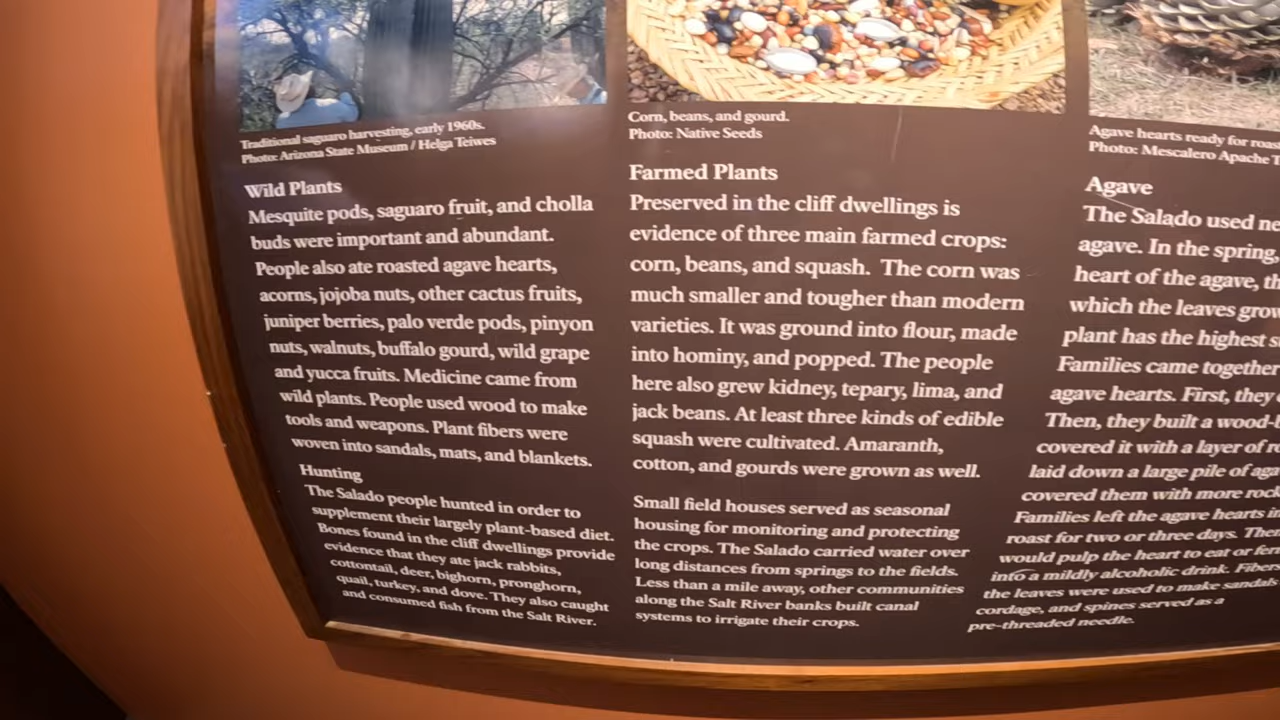 Traditional saguaro harvesting, early 1960s.
Photo: Arizona State Museum / Helga Teiwes
Wild Plants
Mesquite pods, saguaro fruit, and cholla
buds were important and abundant.
People also ate roasted agave hearts,
acorns, jojoba nuts, other cactus fruits,
juniper berries, palo verde pods, pinyon
nuts, walnuts, buffalo gourd, wild grape
and yucca fruits. Medicine came from
wild plants. People used wood to make
tools and weapons. Plant fibers were
woven into sandals, mats, and blankets.
Hunting
The Salado people hunted in order to
supplement their largely plant-based diet.
Bones found in the cliff dwellings provide
evidence that they ate jack rabbits,
cottontail, deer, bighorn, pronghorn,
quail, turkey, and dove. They also caught
and consumed fish from the Salt River.
Corn, beans, and gourd.
Photo: Native Seeds
Farmed Plants
Preserved in the cliff dwellings is
evidence of three main farmed crops:
corn, beans, and squash. The corn was
much smaller and tougher than modern
varieties. It was ground into flour, made
into hominy, and popped. The people
here also grew kidney, tepary, lima, and
jack beans. At least three kinds of edible
squash were cultivated. Amaranth,
cotton, and gourds were grown as well.
Small field houses served as seasonal
housing for monitoring and protecting
the crops. The Salado carried water over
long distances from springs to the fields.
Less than a mile away, other communities
along the Salt River banks built canal
systems to irrigate their crops.
Agave hearts ready for
Photo: Mescalero Apache
Agave
The Salado used
agave. In the spring,
heart of the agave,
which the leaves
plant has the highest
Families came together
agave hearts. First, they
Then, they built a
covered it with a layer of
laid down a large pile of
covered them with more
Families left the agave hearts
roast for two or three days.
would pulp the heart to eat or
into a mildly alcoholic drink.
the leaves were used to make sandals
cordage, and spines served as a
pre-threaded needle.